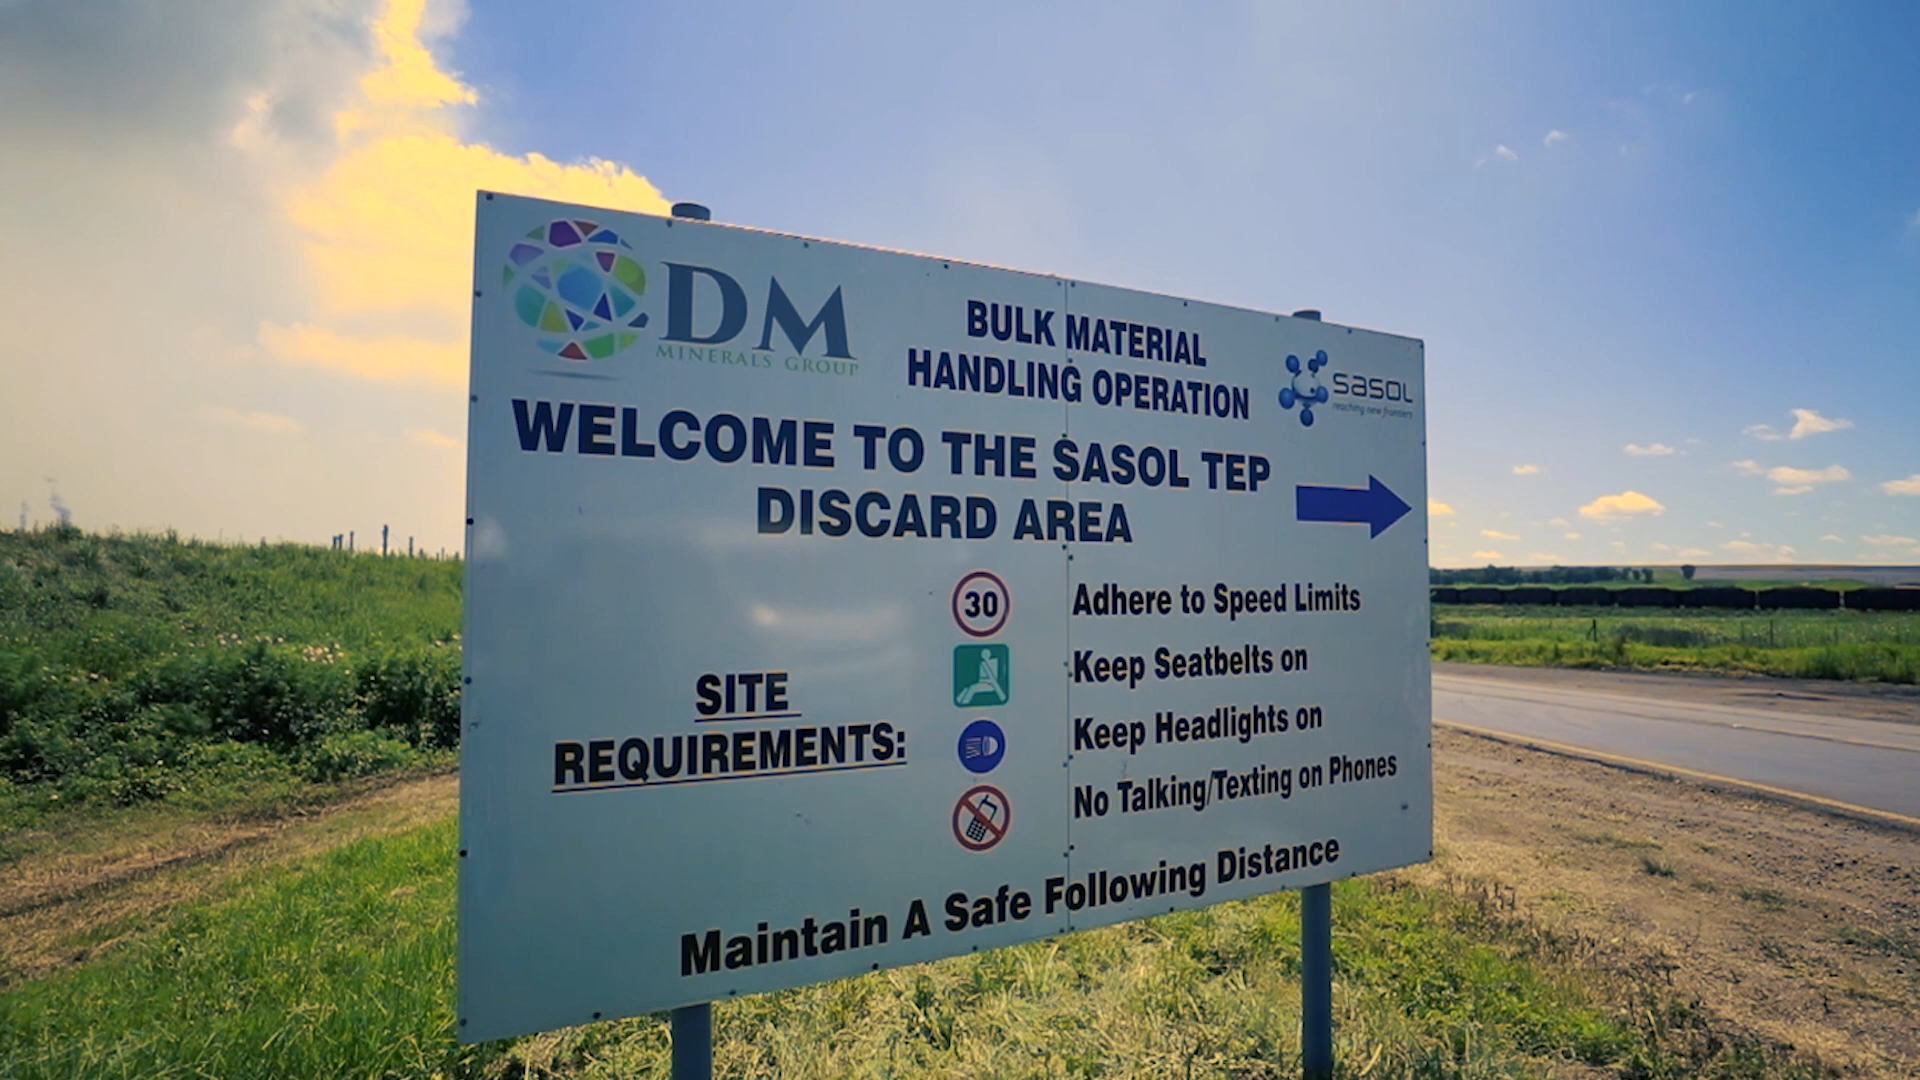 DM
MINERALS GROUP
BULK MATERIAL
HANDLING OPERATION
sasol
reaching new frontiers
WELCOME TO THE SASOL TEP
DISCARD AREA
SITE
REQUIREMENTS:
30
Adhere to Speed Limits
Keep Seatbelts on
Keep Headlights on
No Talking/Texting on Phones
Maintain A Safe Following Distance